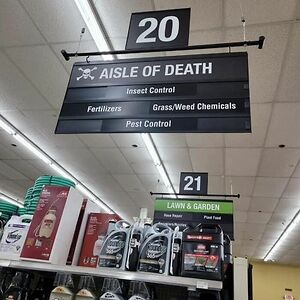 20
AISLE OF DEATH
Insect Control
Fertilizers Grass/Weed Chemicals
Pest Control
21
LAWN & GARDEN
Hose Repair Plant Food
365